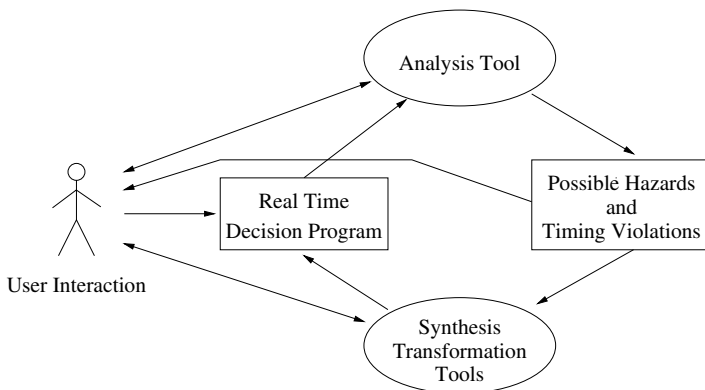 Analysis Tool
Real Time
Decision Program
Possible Hazards
and
Timing Violations
User Interaction
Synthesis
Transformation
Tools